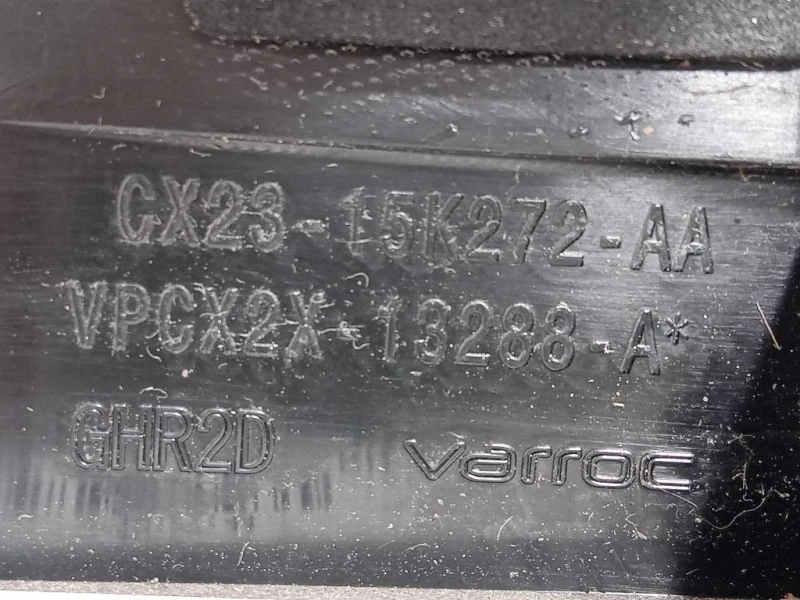 CX23-15K272-AA
VPCX2X-13288-A*
GHR2D
varroc